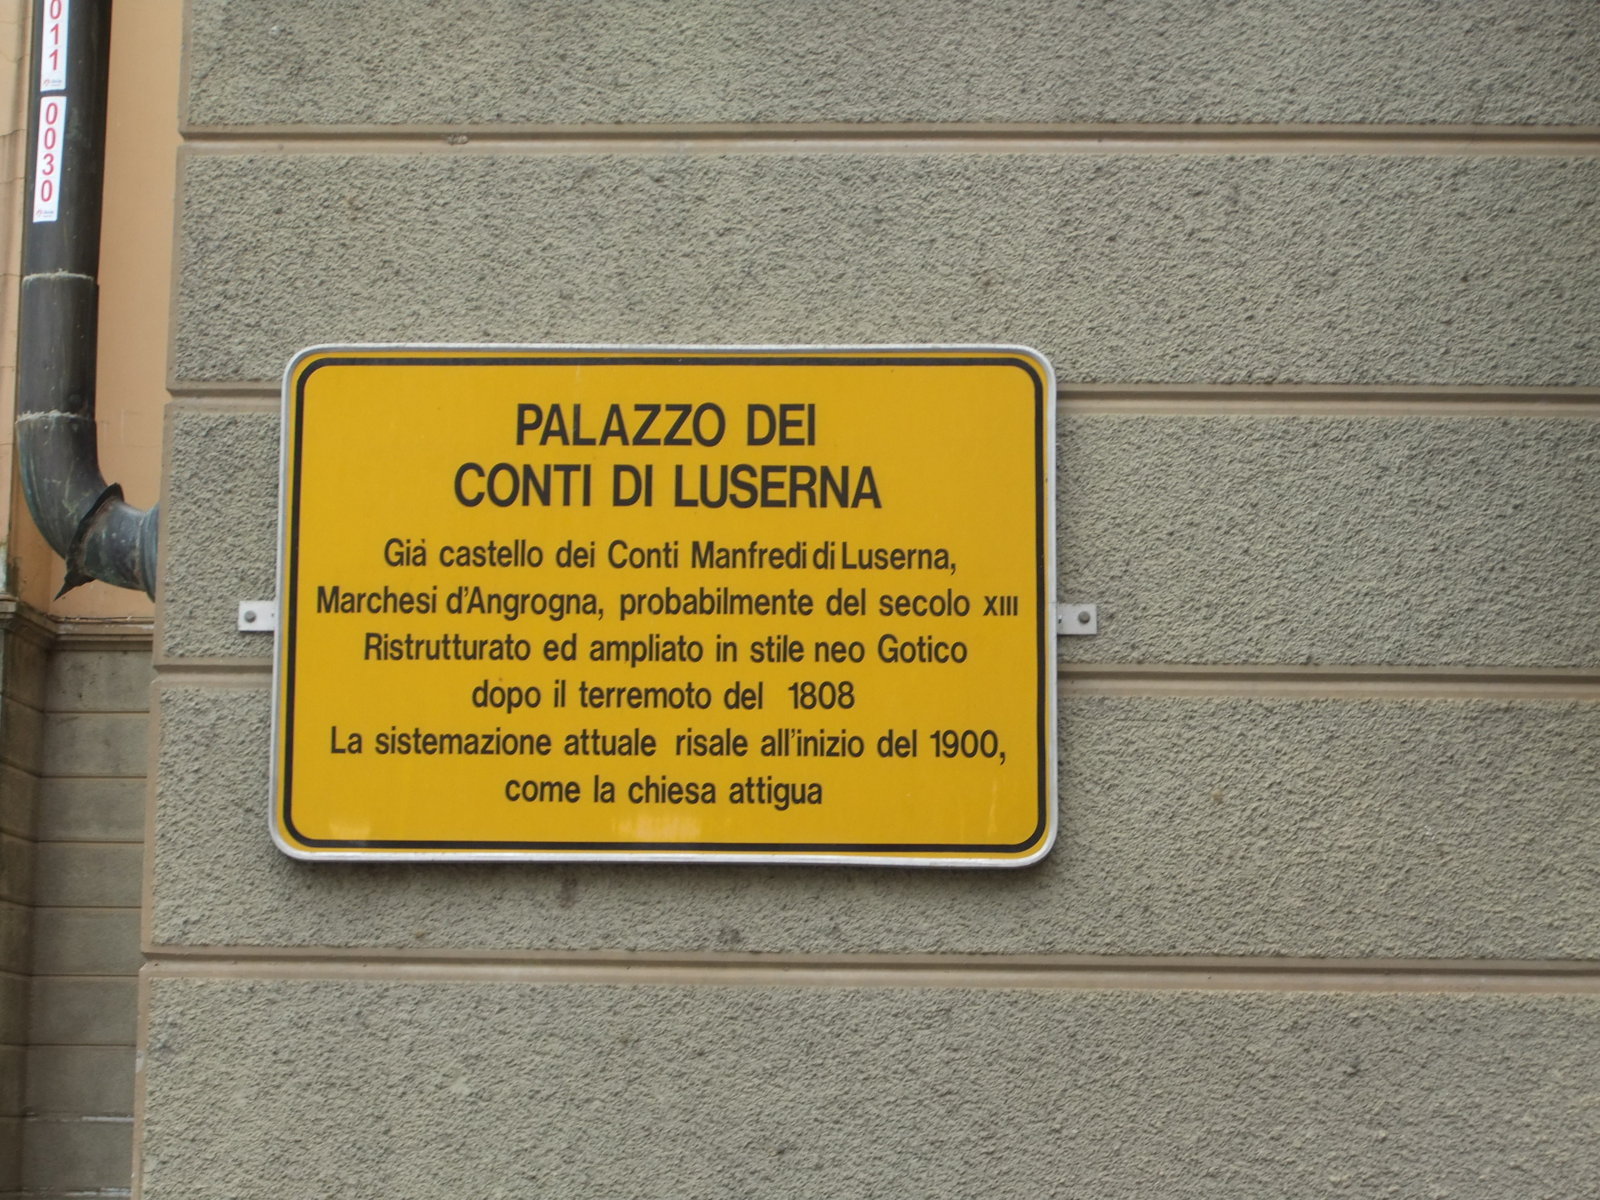 011
0030
PALAZZO DEI
CONTI DI LUSERNA
Già castello dei Conti Manfredi di Luserna,
Marchesi d'Angrogna, probabilmente del secolo XIII
Ristrutturato ed ampliato in stile neo Gotico
dopo il terremoto del 1808
La sistemazione attuale risale all'inizio del 1900,
come la chiesa attigua